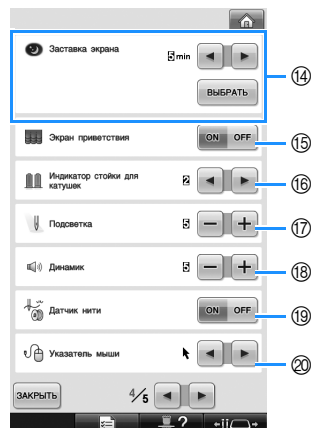 Заставка экрана
5 min
ВЫБРАТЬ
⑭
Экран приветствия
ON OFF
⑮
Индикатор стойки для
катушек
2
⑯
Подсветка
5 − +
⑰
Динамик
5 − +
⑱
Датчик нити
ON OFF
⑲
Указатель мыши
⑳
ЗАКРЫТЬ
4/5
?